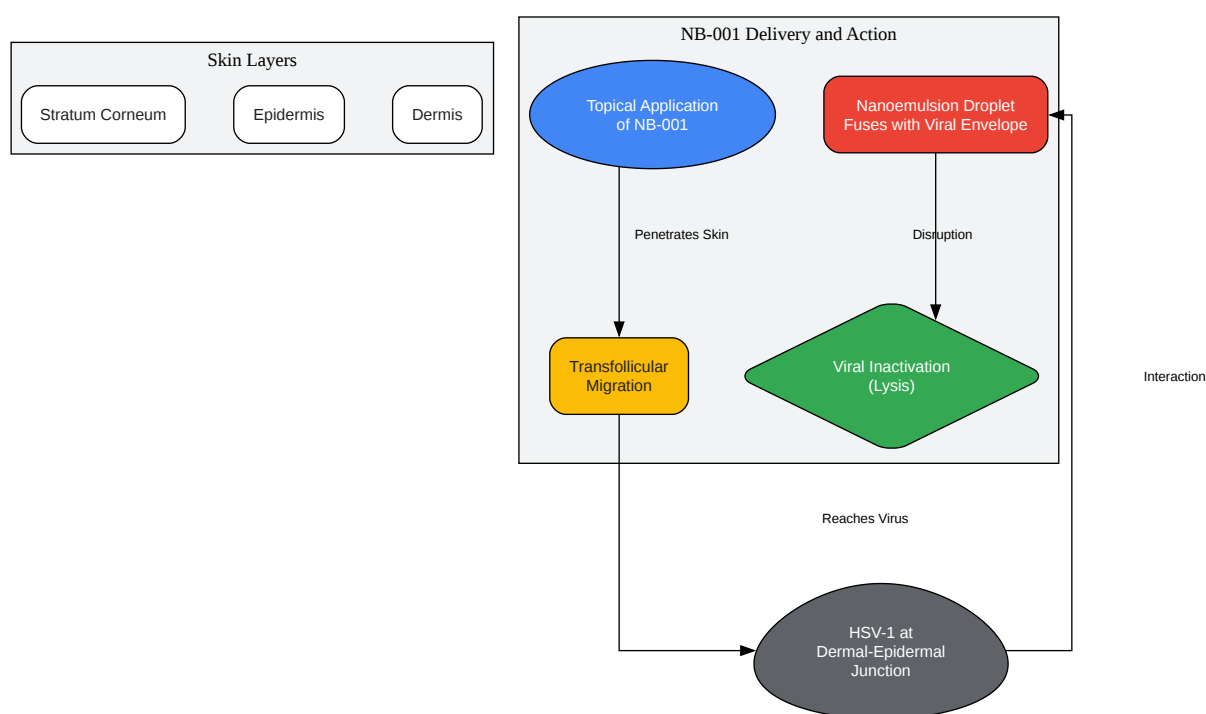 Skin Layers
Stratum Corneum
Epidermis
Dermis
NB-001 Delivery and Action
Topical Application
of NB-001
Nanoemulsion Droplet
Fuses with Viral Envelope
Penetrates Skin
Disruption
Transfollicular
Migration
Viral Inactivation
(Lysis)
Interaction
Reaches Virus
HSV-1 at
Dermal-Epidermal
Junction